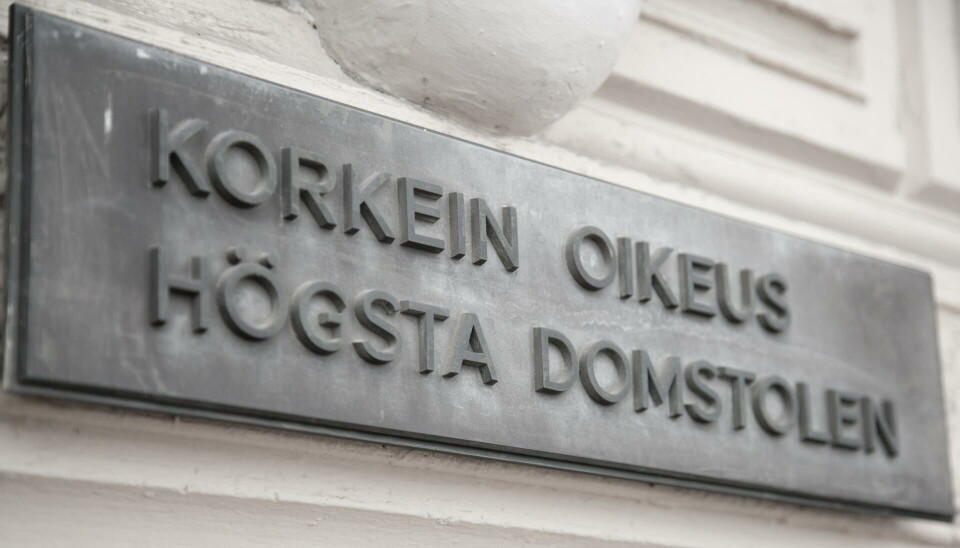 KORKEIN OIKEUS
HÖGSTA DOMSTOLEN